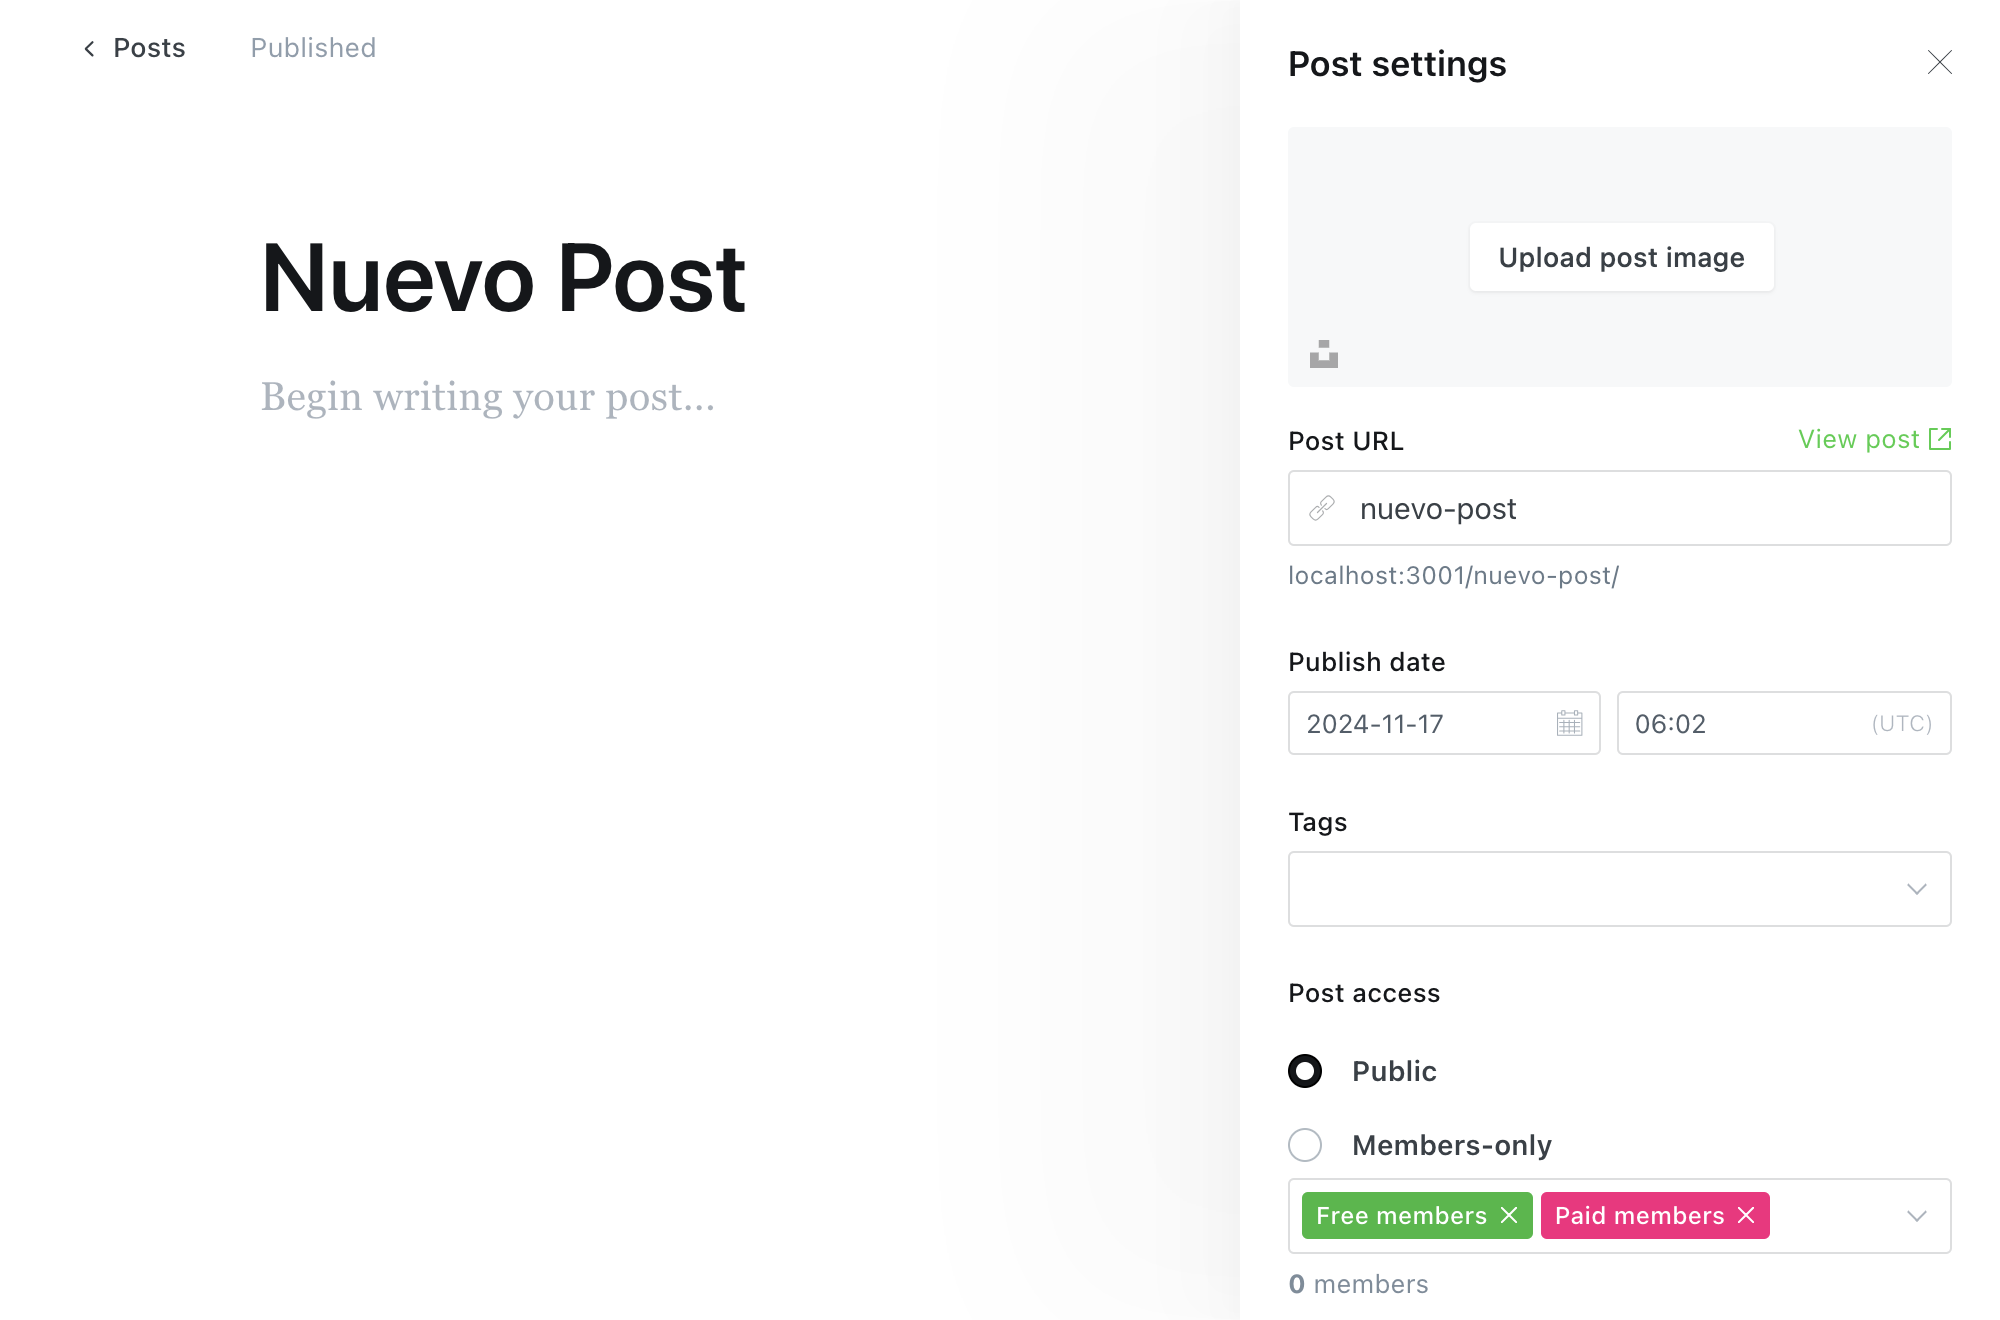 Posts
Published
Nuevo Post
Begin writing your post...
Post settings
Upload post image
Post URL
View post
nuevo-post
localhost:3001/nuevo-post/
Publish date
2024-11-17
06:02
(UTC)
Tags
Post access
Public
Members-only
Free members
Paid members
0 members